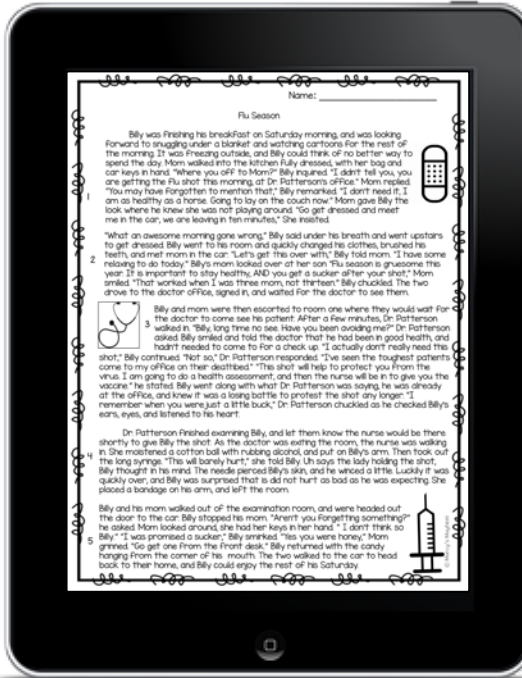 Name:
Flu Season
Billy was finishing his breakfast on Saturday morning, and was looking
forward to snuggling under a blanket and watching cartoons for the rest of
the morning. It was freezing outside, and Billy could think of no better way to
spend the day. Mom walked into the kitchen fully dressed, with her bag and
car keys in hand. "Where you off to Mom?" Billy inquired. "I didn't tell you, you
are getting the flu shot this morning, at Dr. Patterson's office." Mom replied.
"You may have forgotten to mention that," Billy remarked. "I don't need it, I
1 am as healthy as a horse. Going to lay on the couch now." Mom gave Billy the
look where he knew she was not playing around. "Go get dressed and meet
me in the car, we are leaving in ten minutes," She insisted.
"What an awesome morning gone wrong," Billy said under his breath and went upstairs
to get dressed. Billy went to his room and quickly changed his clothes, brushed his
2 teeth, and met mom in the car. "Let's get this over with," Billy told mom. "I have some
relaxing to do today." Billy's mom looked over at her son "Flu season is gruesome this
year. It is important to stay healthy, AND you get a sucker after your shot," Mom
smiled. "That worked when I was three mom, not thirteen." Billy chuckled. The two
drove to the doctor office, signed in, and waited for the doctor to see them.
Billy and mom were then escorted to room one where they would wait for
the doctor to come see his patient. After a few minutes, Dr. Patterson
3 walked in. "Billy, long time no see. Have you been avoiding me?" Dr. Patterson
asked. Billy smiled and told the doctor that he had been in good health, and
hadn't needed to come to for a check up. "I actually don't really need this
shot," Billy continued. "Not so," Dr. Patterson responded. "I've seen the toughest patients
come to my office on their deathbed." "This shot will help to protect you from the
virus. I am going to do a health assessment, and then the nurse will be in to give you the
vaccine." he stated. Billy went along with what Dr. Patterson was saying, he was already
at the office, and knew it was a losing battle to protest the shot any longer. "I
remember when you were just a little buck," Dr. Patterson chuckled as he checked Billy's
ears, eyes, and listened to his heart.
Dr. Patterson finished examining Billy, and let them know the nurse would be there
shortly to give Billy the shot. As the doctor was exiting the room, the nurse was walking
4 in. She moistened a cotton ball with rubbing alcohol, and put on Billy's arm. Then took out
the long syringe. "This will barely hurt," she told Billy. Uh says the lady holding the shot,
Billy thought in his mind. The needle pierced Billy's skin, and he winced a little. Luckily it was
quickly over, and Billy was surprised that is did not hurt as bad as he was expecting. She
placed a bandage on his arm, and left the room.
Billy and his mom walked out of the examination room, and were headed out
the door to the car. Billy stopped his mom. "Aren't you forgetting something?"
he asked. Mom looked around, she had her keys in her hand. " I don't think so
5 Billy." "I was promised a sucker," Billy smirked. "Yes you were honey," Mom
grinned. "Go get one from the front desk." Billy returned with the candy
hanging from the corner of his mouth. The two walked to the car to head
back to their home, and Billy could enjoy the rest of his Saturday.